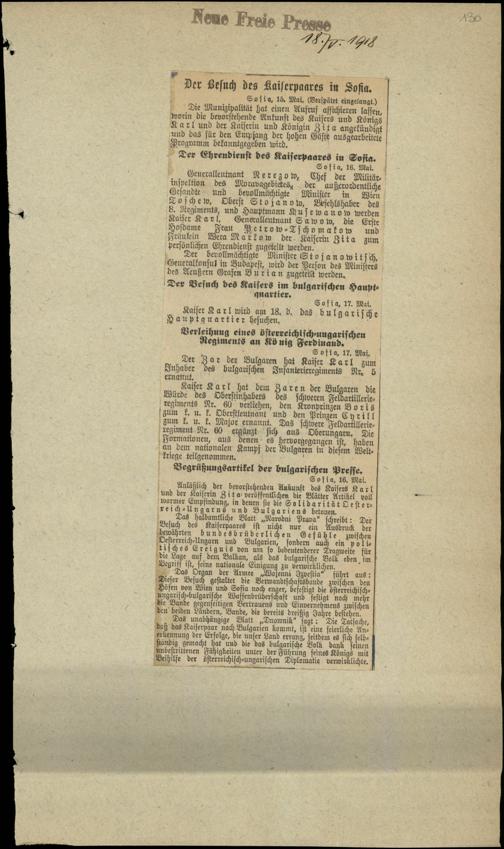 Neue Freie Presse
130
18./V. 1918
Der Besuch des Kaiserpaares in Sofia.
Sofia, 15. Mai. (Verspätet eingelangt.)
Die Munizipalität hat einen Aufruf affichieren lassen,
worin die bevorstehende Ankunft des Kaisers und Königs
Karl und der Kaiserin und Königin Zita angekündigt
und das für den Empfang der hohen Gäste ausgearbeitete
Programm bekanntgegeben wird.
Der Ehrendienst des Kaiserpaares in Sofia.
Sofia, 16. Mai.
Generalleutnant Nerezow, Chef der Militär-
inspektion des Moravagebietes, der außerordentliche
Gesandte und bevollmächtigte Minister in Wien
Toschew, Oberst Stojanow, Befehlshaber des
8. Regiments, und Hauptmann Kusewanow werden
Kaiser Karl, Generalleutnant Sawow, die Erste
Hofdame Frau Petrow-Tschomakow und
Fräulein Wera Markow der Kaiserin Zita zum
persönlichen Ehrendienst zugeteilt werden.
Der bevollmächtigte Minister Stojanowitsch,
Generalkonsul in Budapest, wird der Person des Ministers
des Aeußern Grafen Burian zugeteilt werden.
Der Besuch des Kaisers im bulgarischen Haupt-
quartier.
Sofia, 17. Mai.
Kaiser Karl wird am 18. d. das bulgarische
Hauptquartier besuchen.
Verleihung eines österreichisch-ungarischen
Regiments an König Ferdinand.
Sofia, 17. Mai.
Der Zar der Bulgaren hat Kaiser Karl zum
Inhaber des bulgarischen Infanterieregiments Nr. 5
ernannt.
Kaiser Karl hat dem Zaren der Bulgaren die
Würde des Oberstinhabers des schweren Feldartillerie-
regiments Nr. 60 verliehen, den Kronprinzen Boris
zum k. u. k. Oberstleutnant und den Prinzen Cyrill
zum k. u. k. Major ernannt. Das schwere Feldartillerie-
regiment Nr. 60 ergänzt sich aus Oberungarn. Die
Formationen, aus denen es hervorgegangen ist, haben
an dem nationalen Kampf der Bulgaren in diesem Welt-
kriege teilgenommen.
Begrüßungsartikel der bulgarischen Presse.
Sofia, 16. Mai.
Anläßlich der bevorstehenden Ankunft des Kaisers Karl
und der Kaiserin Zita veröffentlichen die Blätter Artikel voll
warmer Empfindung, in denen sie die Solidarität Oester-
reich-Ungarns und Bulgariens betonen.
Das halbamtliche Blatt „Narodni Prava" schreibt: Der
Besuch des Kaiserpaares ist nicht nur ein Ausdruck der
bewährten bundesbrüderlichen Gefühle zwischen
Oesterreich-Ungarn und Bulgarien, sondern auch ein poli-
tisches Ereignis von um so bedeutenderer Tragweite für
die Lage auf dem Balkan, als das bulgarische Volk eben im
Begriff ist, seine nationale Einigung zu verwirklichen.
Das Organ der Armee „Wojenni Izvestia" führt aus:
Dieser Besuch gestaltet die Verwandtschaftsbande zwischen den
Höfen von Wien und Sofia noch enger, befestigt die österreichisch-
ungarisch-bulgarische Waffenbrüderschaft und festigt noch mehr
die Bande gegenseitigen Vertrauens und Einvernehmens zwischen
den beiden Ländern, Bande, die bereits dreißig Jahre bestehen.
Das unabhängige Blatt „Dnownik" sagt: Die Tatsache,
daß das Kaiserpaar nach Bulgarien kommt, ist eine feierliche An-
erkennung der Erfolge, die unser Land errang, seitdem es sich selb-
ständig gemacht hat und die das bulgarische Volk dank seinen
unbestrittenen Fähigkeiten unter der Führung seines Königs mit
Beihilfe der österreichisch-ungarischen Diplomatie verwirklichte.